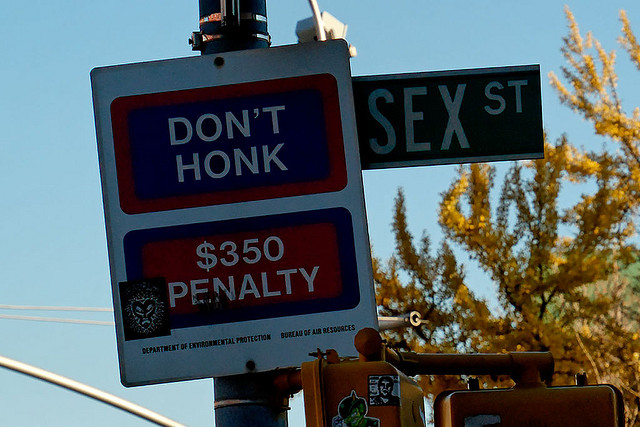 DON'T
HONK
$350
PENALTY
DEPARTMENT OF ENVIRONMENTAL PROTECTION BUREAU OF AIR RESOURCES
SEX ST